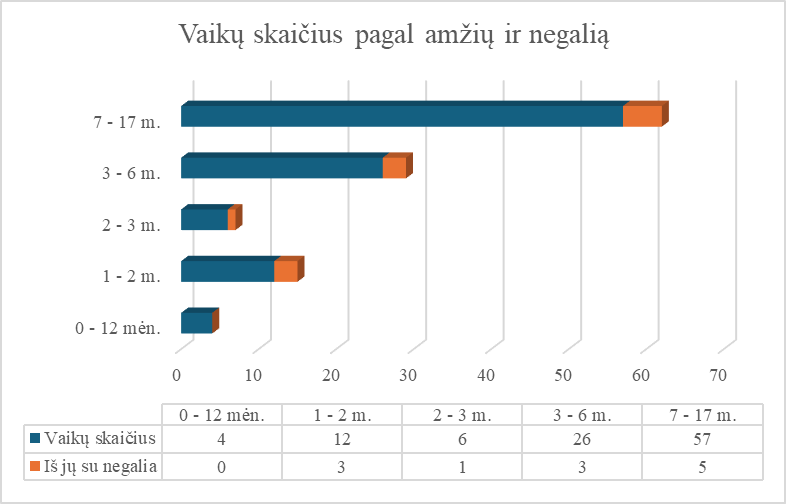 Vaikų skaičius pagal amžių ir negalią
7 - 17 m.
3 - 6 m.
2 - 3 m.
1 - 2 m.
0 - 12 mėn.
0 10 20 30 40 50 60 70
0 - 12 mėn. 1 - 2 m. 2 - 3 m. 3 - 6 m. 7 - 17 m.
Vaikų skaičius 4 12 6 26 57
Iš jų su negalia 0 3 1 3 5